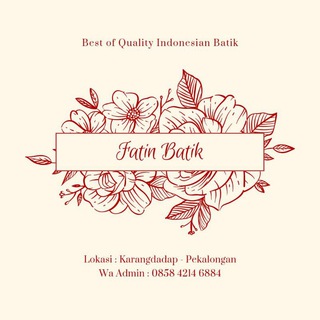 Best of Quality Indonesian Batik
Fatin Batik
Lokasi : Karangdadap - Pekalongan
Wa Admin : 0858 4214 6884